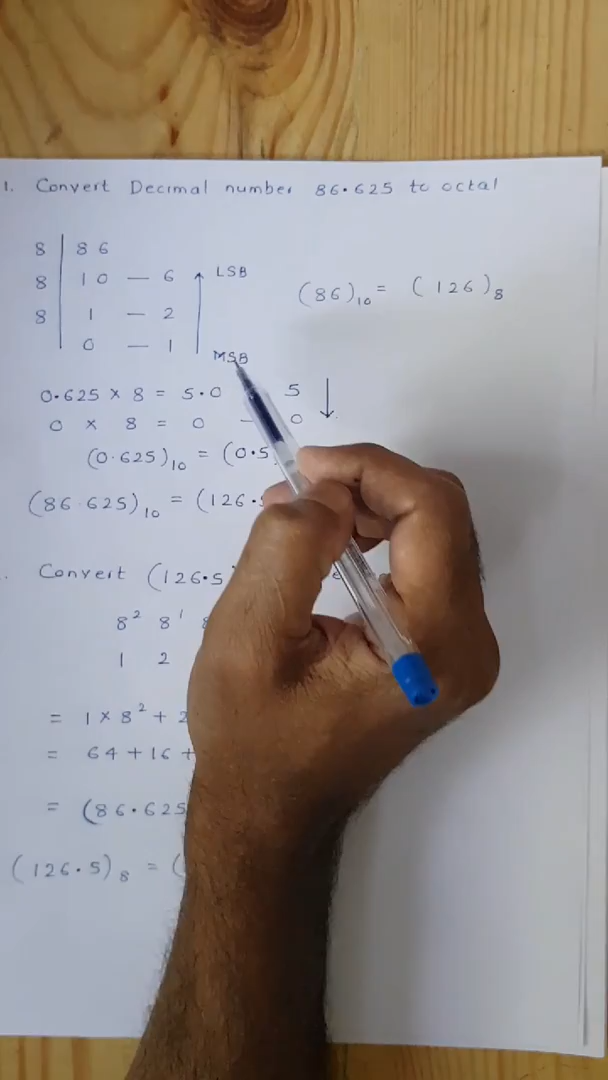 1. Convert Decimal number 86.625 to octal
8 | 86
8 | 10 — 6 LSB
8 | 1 – 2
0 — 1 MSB
(86)₁₀ = (126)₈
0.625 × 8 = 5.0 5
0 × 8 = 0 – 0
(0.625)₁₀ = (0.5
(86.625)₁₀ = (126.
. Convert (126.5
8² 8¹
1 2
= 1 × 8² + 2
= 64 + 16 +
= (86.625
(126.5)₈ = (